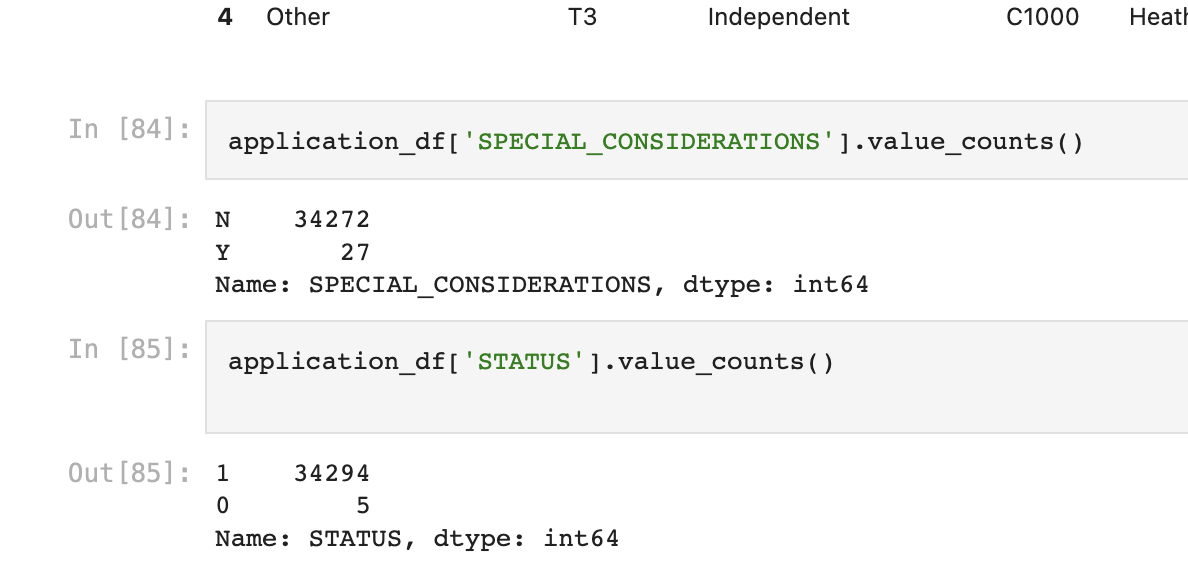 4 Other T3 Independent C1000
In [84]: application_df['SPECIAL_CONSIDERATIONS'].value_counts()
Out[84]: N 34272
Y 27
Name: SPECIAL_CONSIDERATIONS, dtype: int64
In [85]: application_df['STATUS'].value_counts()
Out[85]: 1 34294
0 5
Name: STATUS, dtype: int64